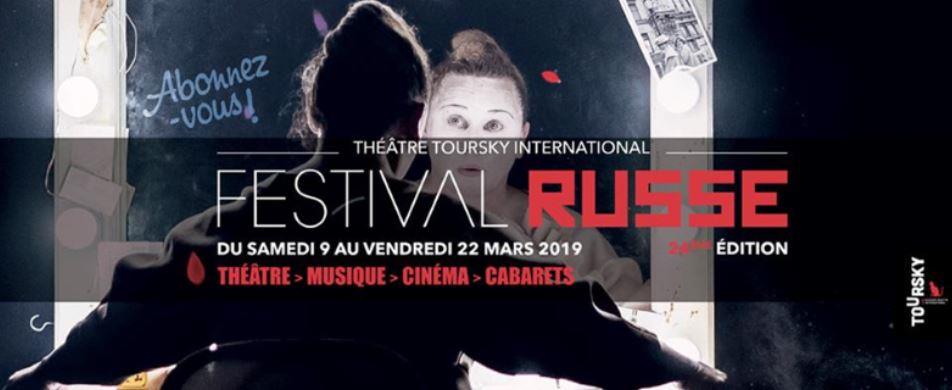 Abonnez
-vous!
THÉÂTRE TOURSKY INTERNATIONAL
FESTIVAL RUSSE
DU SAMEDI 9 AU VENDREDI 22 MARS 2019
24ème ÉDITION
THÉÂTRE > MUSIQUE > CINÉMA > CABARETS
TOURSKY